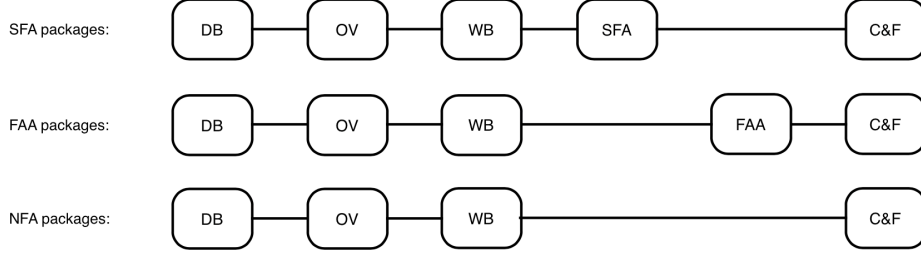 SFA packages: DB OV WB SFA C&F
FAA packages: DB OV WB FAA C&F
NFA packages: DB OV WB C&F